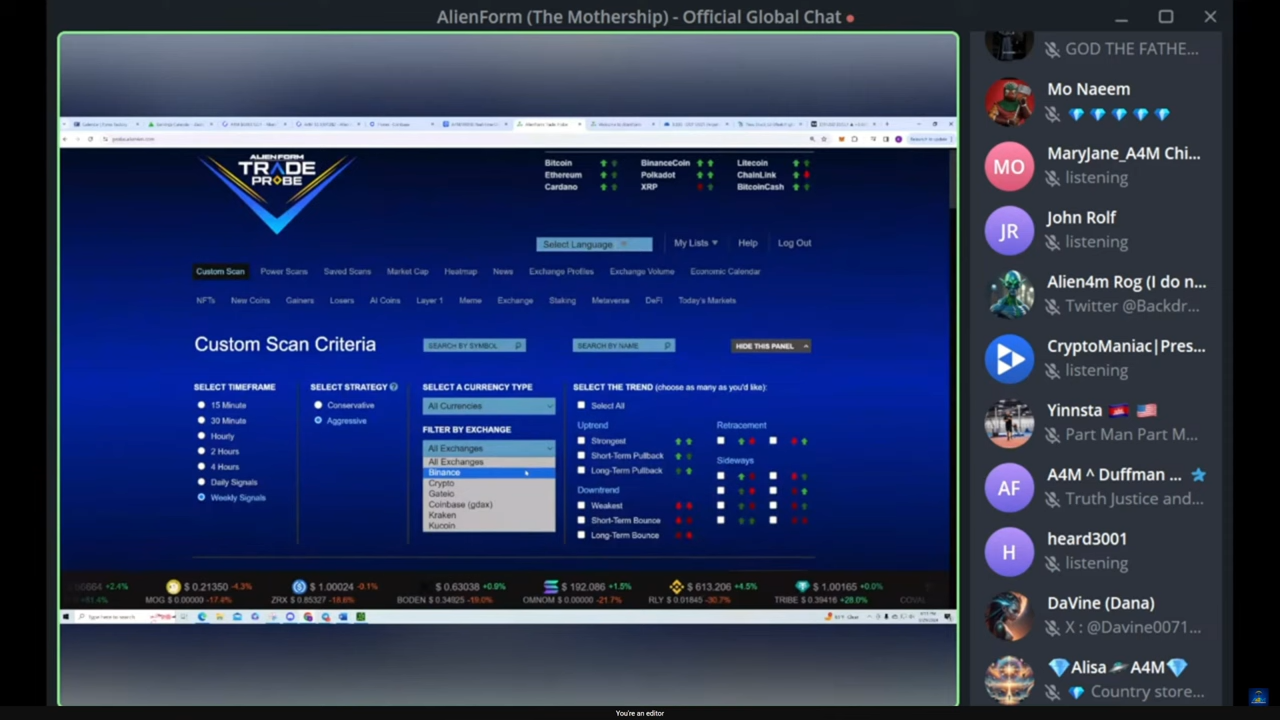 AlienForm (The Mothership) - Official Global Chat
GOD THE FATHE...
Mo Naeem
MO
MaryJane_A4M Chi...
listening
JR
John Rolf
listening
Alien4m Rog (I do n...
Twitter @Backdr...
CryptoManiac|Pres...
listening
Yinnsta
Part Man Part M...
AF
A4M ^ Duffman ...
Truth Justice and...
H
heard3001
listening
DaVine (Dana)
X : @Davine0071...
Alisa A4M
Country store...
ALIEN FORM
TRADE
PROBE
Bitcoin BinanceCoin Litecoin
Ethereum Polkadot ChainLink
Cardano XRP BitcoinCash
Select Language My Lists Help Log Out
Custom Scan Power Scans Saved Scans Market Cap Heatmap News Exchange Profiles Exchange Volume Economic Calendar
NFTs New Coins Gainers Losers Ai Coins Layer 1 Meme Exchange Staking Metaverse DeFi Today's Markets
Custom Scan Criteria SEARCH BY SYMBOL SEARCH BY NAME HIDE THIS PANEL
SELECT TIMEFRAME
15 Minute
30 Minute
Hourly
2 Hours
4 Hours
Daily Signals
Weekly Signals
SELECT STRATEGY
Conservative
Aggressive
SELECT A CURRENCY TYPE
All Currencies
FILTER BY EXCHANGE
All Exchanges
All Exchanges
Binance
Crypto
Gateio
Coinbase (gdax)
Kraken
Kucoin
SELECT THE TREND (choose as many as you'd like):
Select All
Uptrend
Strongest
Short-Term Pullback
Long-Term Pullback
Downtrend
Weakest
Short-Term Bounce
Long-Term Bounce
Retracement
Sideways
+2.4% $ 0.21350 -4.3% $ 1.00024 -0.1% $ 0.63038 +0.9% $ 192.086 +1.5% $ 613.206 +4.5% $ 1.00165 +0.0%
MOG $ 0.00000 -17.4% ZRX $ 0.85327 -18.6% BODEN $ 0.34925 -19.0% OMNOM $ 0.00000 -21.7% RLY $ 0.01845 -30.7% TRIBE $ 0.39416 +28.0%
Type here to search
You're an editor